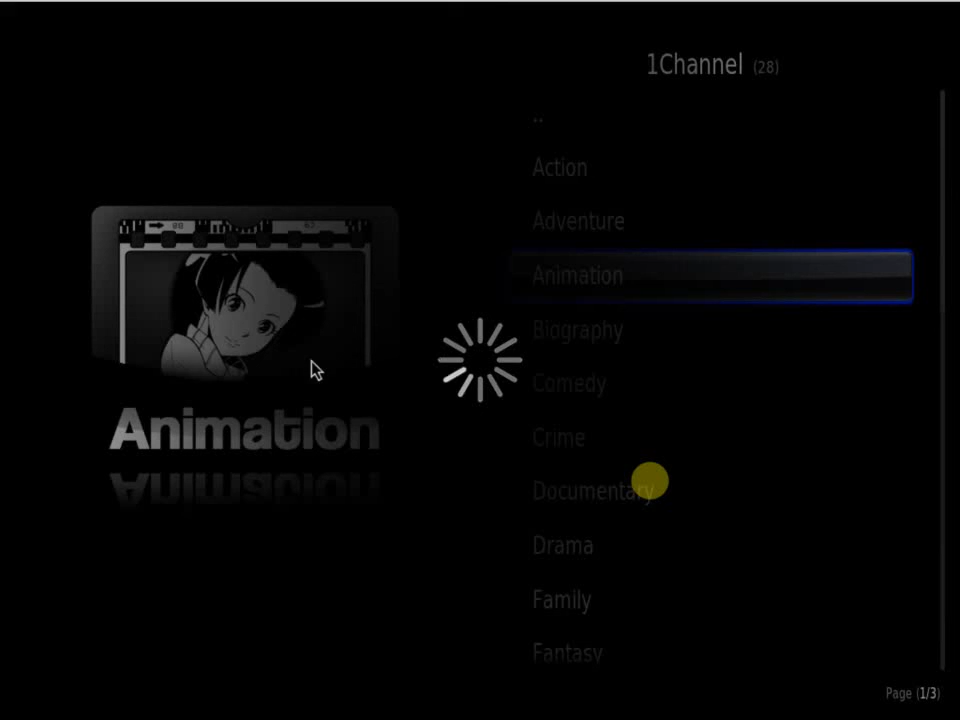 1Channel (28)
..
Action
Adventure
Animation
Biography
Comedy
Crime
Documentary
Drama
Family
Fantasy
Animation
Page (1/3)